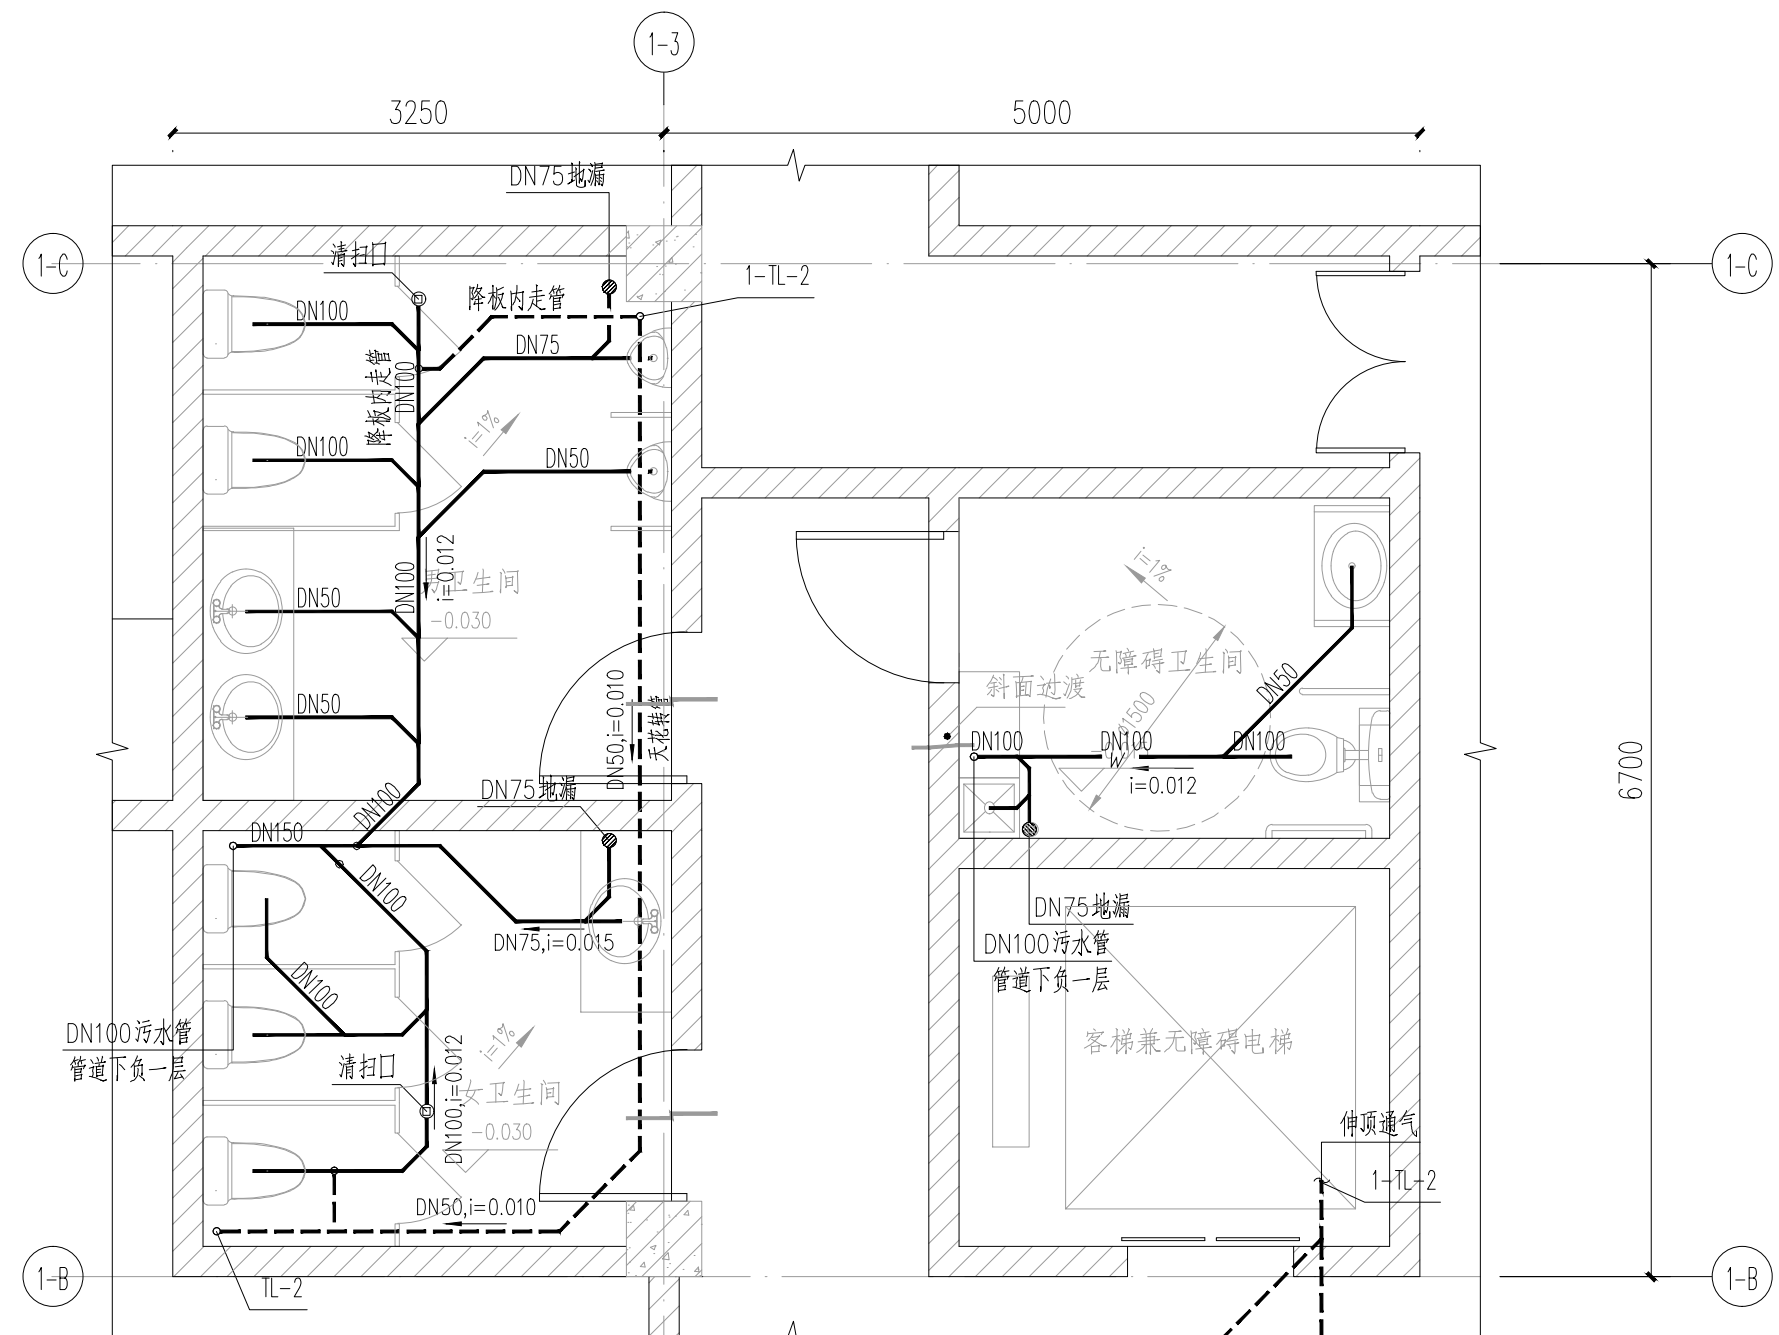 1-3
3250
5000
DN75地漏
清扫口
1-C
1-C
1-TL-2
降板内走管
DN100
DN75
降板内走管
DN100
i=1%
DN100
DN50
i=0.012
DN100
男卫生间
-0.030
DN50
DN50
i=1%
无障碍卫生间
斜面过渡
DN50
DN50,i=0.010
天花转管
DN100
DN100
W
DN100
i=0.012
6700
DN75地漏
DN100
DN150
DN100
DN75,i=0.015
DN75地漏
DN100污水管
管道下负一层
DN100
DN100污水管
管道下负一层
清扫口
DN100,i=0.012
i=1%
女卫生间
-0.030
客梯兼无障碍电梯
伸顶通气
1-TL-2
DN50,i=0.010
1-B
TL-2
1-B